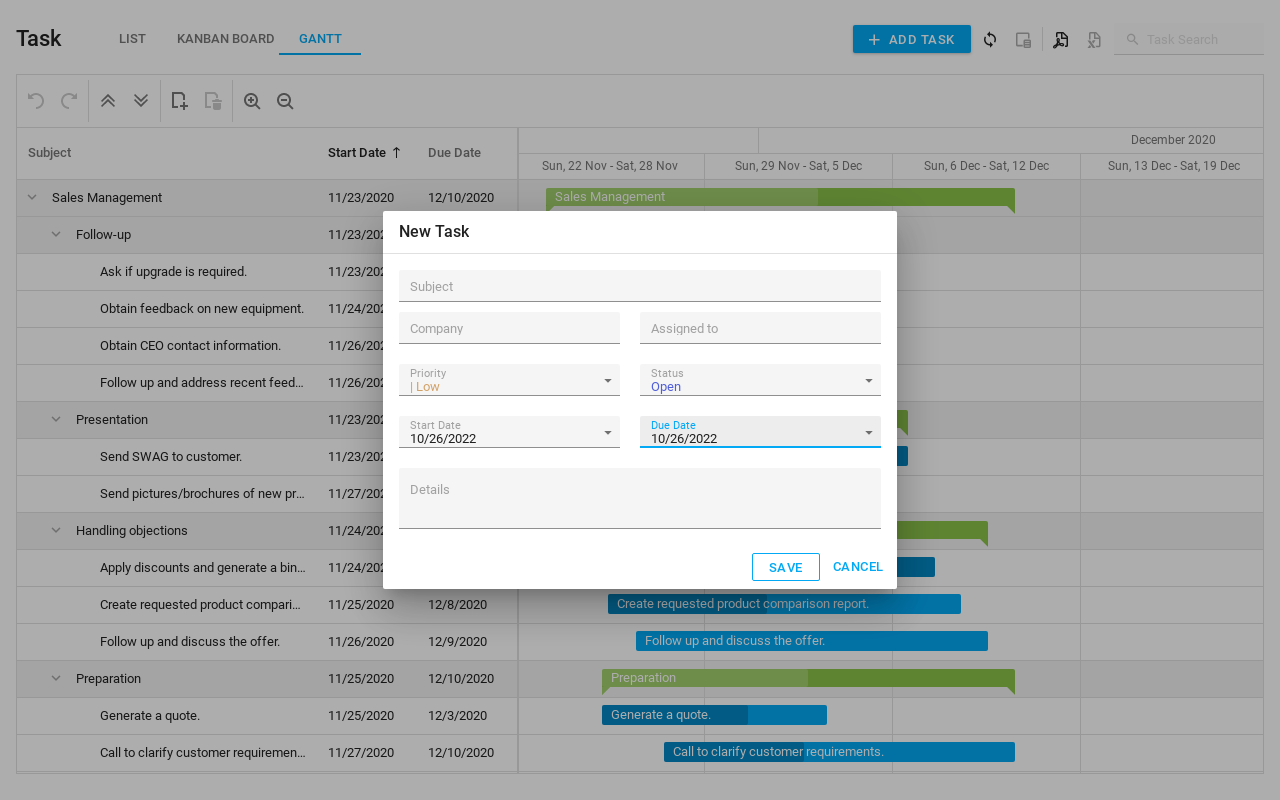 Task
LIST
KANBAN BOARD
GANTT
ADD TASK
Task Search
Subject
Start Date
Due Date
December 2020
Sun, 22 Nov - Sat, 28 Nov
Sun, 29 Nov - Sat, 5 Dec
Sun, 6 Dec - Sat, 12 Dec
Sun, 13 Dec - Sat, 19 Dec
Sales Management
11/23/2020
12/10/2020
Sales Management
Follow-up
11/23/202
Ask if upgrade is required.
11/23/202
Obtain feedback on new equipment.
11/24/202
Obtain CEO contact information.
11/26/202
Follow up and address recent feed...
11/26/202
Presentation
11/23/202
Send SWAG to customer.
11/23/202
Send pictures/brochures of new pr...
11/27/202
Handling objections
11/24/202
Apply discounts and generate a bin...
11/24/202
Create requested product compari...
11/25/2020
12/8/2020
Create requested product comparison report.
Follow up and discuss the offer.
11/26/2020
12/9/2020
Follow up and discuss the offer.
Preparation
11/25/2020
12/10/2020
Preparation
Generate a quote.
11/25/2020
12/3/2020
Generate a quote.
Call to clarify customer requiremen...
11/27/2020
12/10/2020
Call to clarify customer requirements.
New Task
Subject
Company
Assigned to
Priority
| Low
Status
Open
Start Date
10/26/2022
Due Date
10/26/2022
Details
SAVE
CANCEL